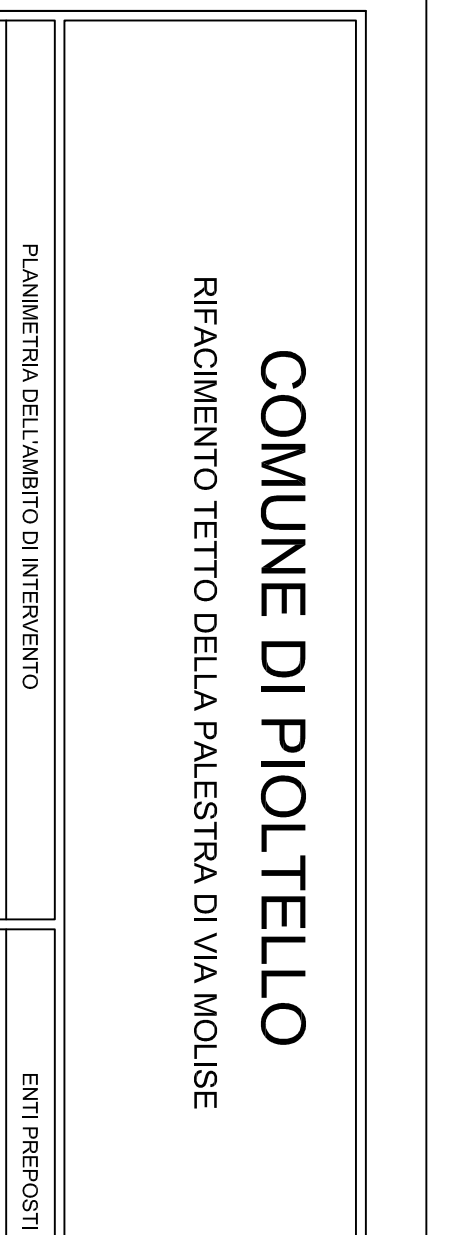 COMUNE DI PIOLTELLO
RIFACIMENTO TETTO DELLA PALESTRA DI VIA MOLISE
PLANIMETRIA DELL'AMBITO DI INTERVENTO
ENTI PREPOSTI